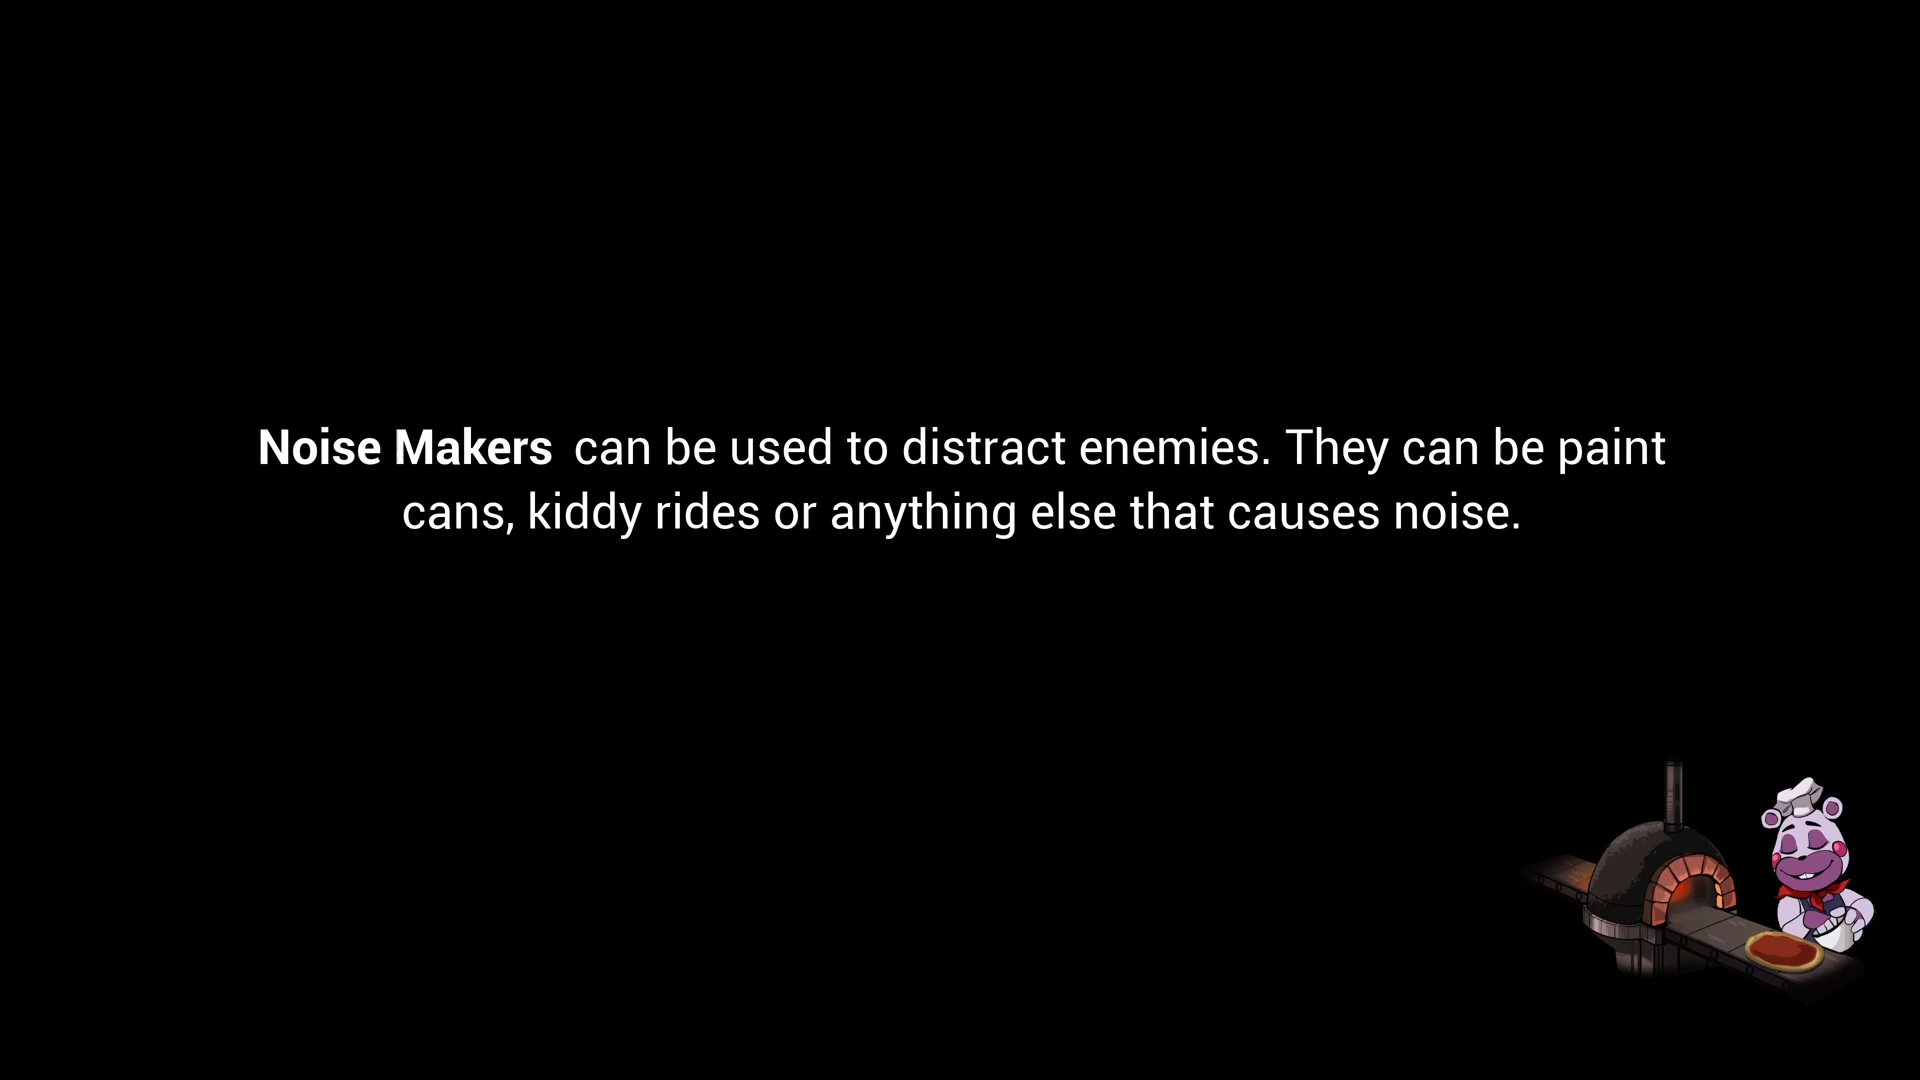 Noise Makers can be used to distract enemies. They can be paint
cans, kiddy rides or anything else that causes noise.